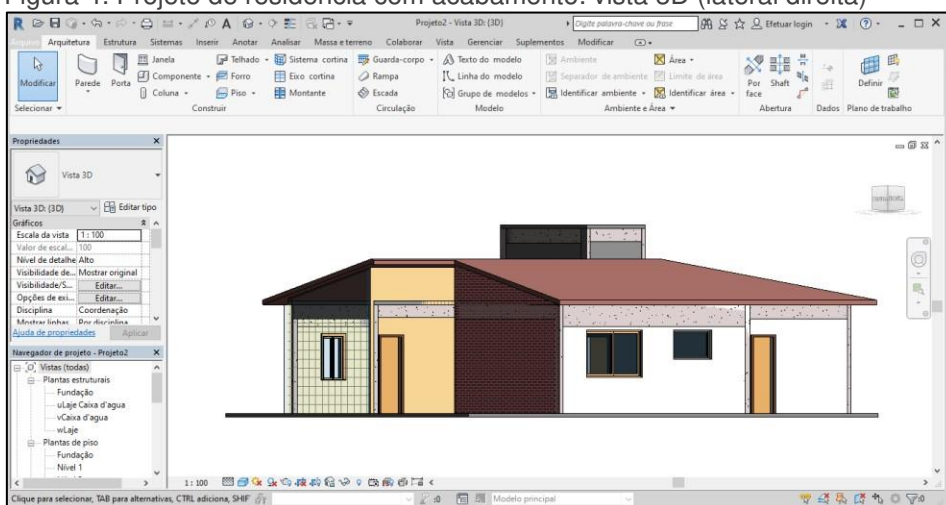 Figura 4: Projeto de residência com acabamento: vista 3D (lateral direita)
Projeto2 - Vista 3D: {3D}
Digite palavra-chave ou frase
Efetuar login
Arquivo Arquitetura Estrutura Sistemas Inserir Anotar Analisar Massa e terreno Colaborar Vista Gerenciar Suplementos Modificar
Modificar
Parede
Porta
Janela
Componente
Coluna
Telhado
Forro
Piso
Sistema cortina
Eixo cortina
Montante
Guarda-corpo
Rampa
Escada
Texto do modelo
Linha do modelo
Grupo de modelos
Ambiente
Separador de ambiente
Identificar ambiente
Área
Limite de área
Identificar área
Por face
Shaft
Definir
Selecionar
Construir
Circulação
Modelo
Ambiente e Área
Abertura
Dados
Plano de trabalho
Propriedades
Vista 3D
Vista 3D: {3D}
Editar tipo
Gráficos
Escala da vista 1 : 100
Valor de escal... 100
Nível de detalhe Alto
Visibilidade de... Mostrar original
Visibilidade/S... Editar...
Opções de exi... Editar...
Disciplina Coordenação
Mostrar linhas Por disciplina
Ajuda de propriedades Aplicar
Navegador de projeto - Projeto2
Vistas (todas)
Plantas estruturais
Fundação
uLaje Caixa d'agua
vCaixa d'agua
wLaje
Plantas de piso
Fundação
Nível 1
1 : 100
Clique para selecionar, TAB para alternativas, CTRL adiciona, SHIF
:0
Modelo principal
:0